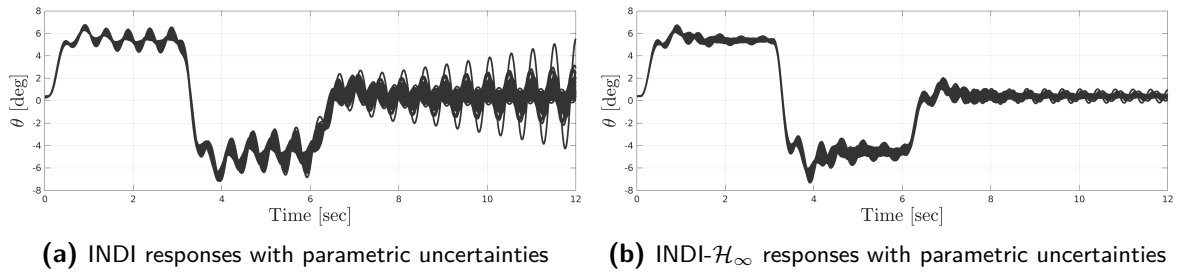 8
6
4
2
0
-2
-4
-6
-8
θ [deg]
0 2 4 6 8 10 12
Time [sec]
(a) INDI responses with parametric uncertainties
8
6
4
2
0
-2
-4
-6
-8
θ [deg]
0 2 4 6 8 10 12
Time [sec]
(b) INDI-ℋ∞ responses with parametric uncertainties